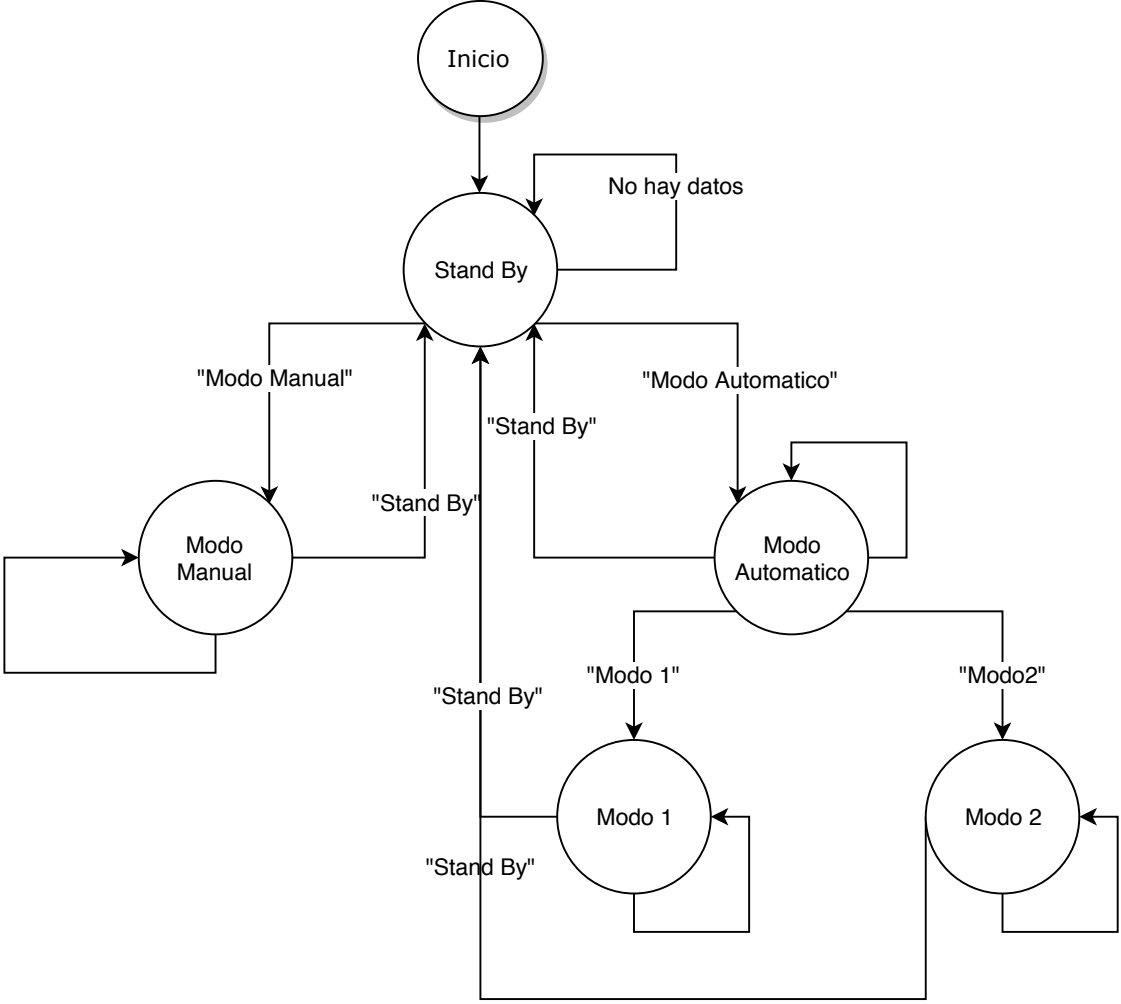 Inicio
No hay datos
Stand By
"Modo Manual"
"Modo Automatico"
"Stand By"
"Stand By"
Modo
Manual
Modo
Automatico
"Modo 1"
"Modo2"
"Stand By"
Modo 1
Modo 2
"Stand By"